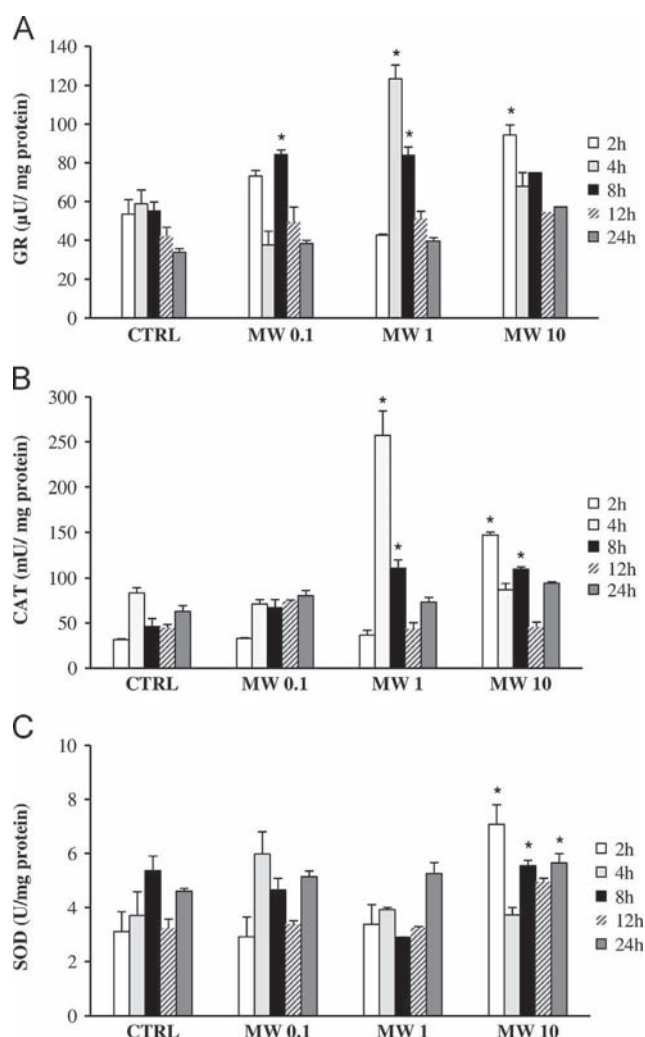 A
GR (µU/ mg protein)
140
120
100
80
60
40
20
0
*
*
*
*
CTRL MW 0.1 MW 1 MW 10
2h
4h
8h
12h
24h
B
CAT (mU/ mg protein)
300
250
200
150
100
50
0
*
*
*
*
CTRL MW 0.1 MW 1 MW 10
2h
4h
8h
12h
24h
C
SOD (U/mg protein)
10
8
6
4
2
0
*
*
*
CTRL MW 0.1 MW 1 MW 10
2h
4h
8h
12h
24h